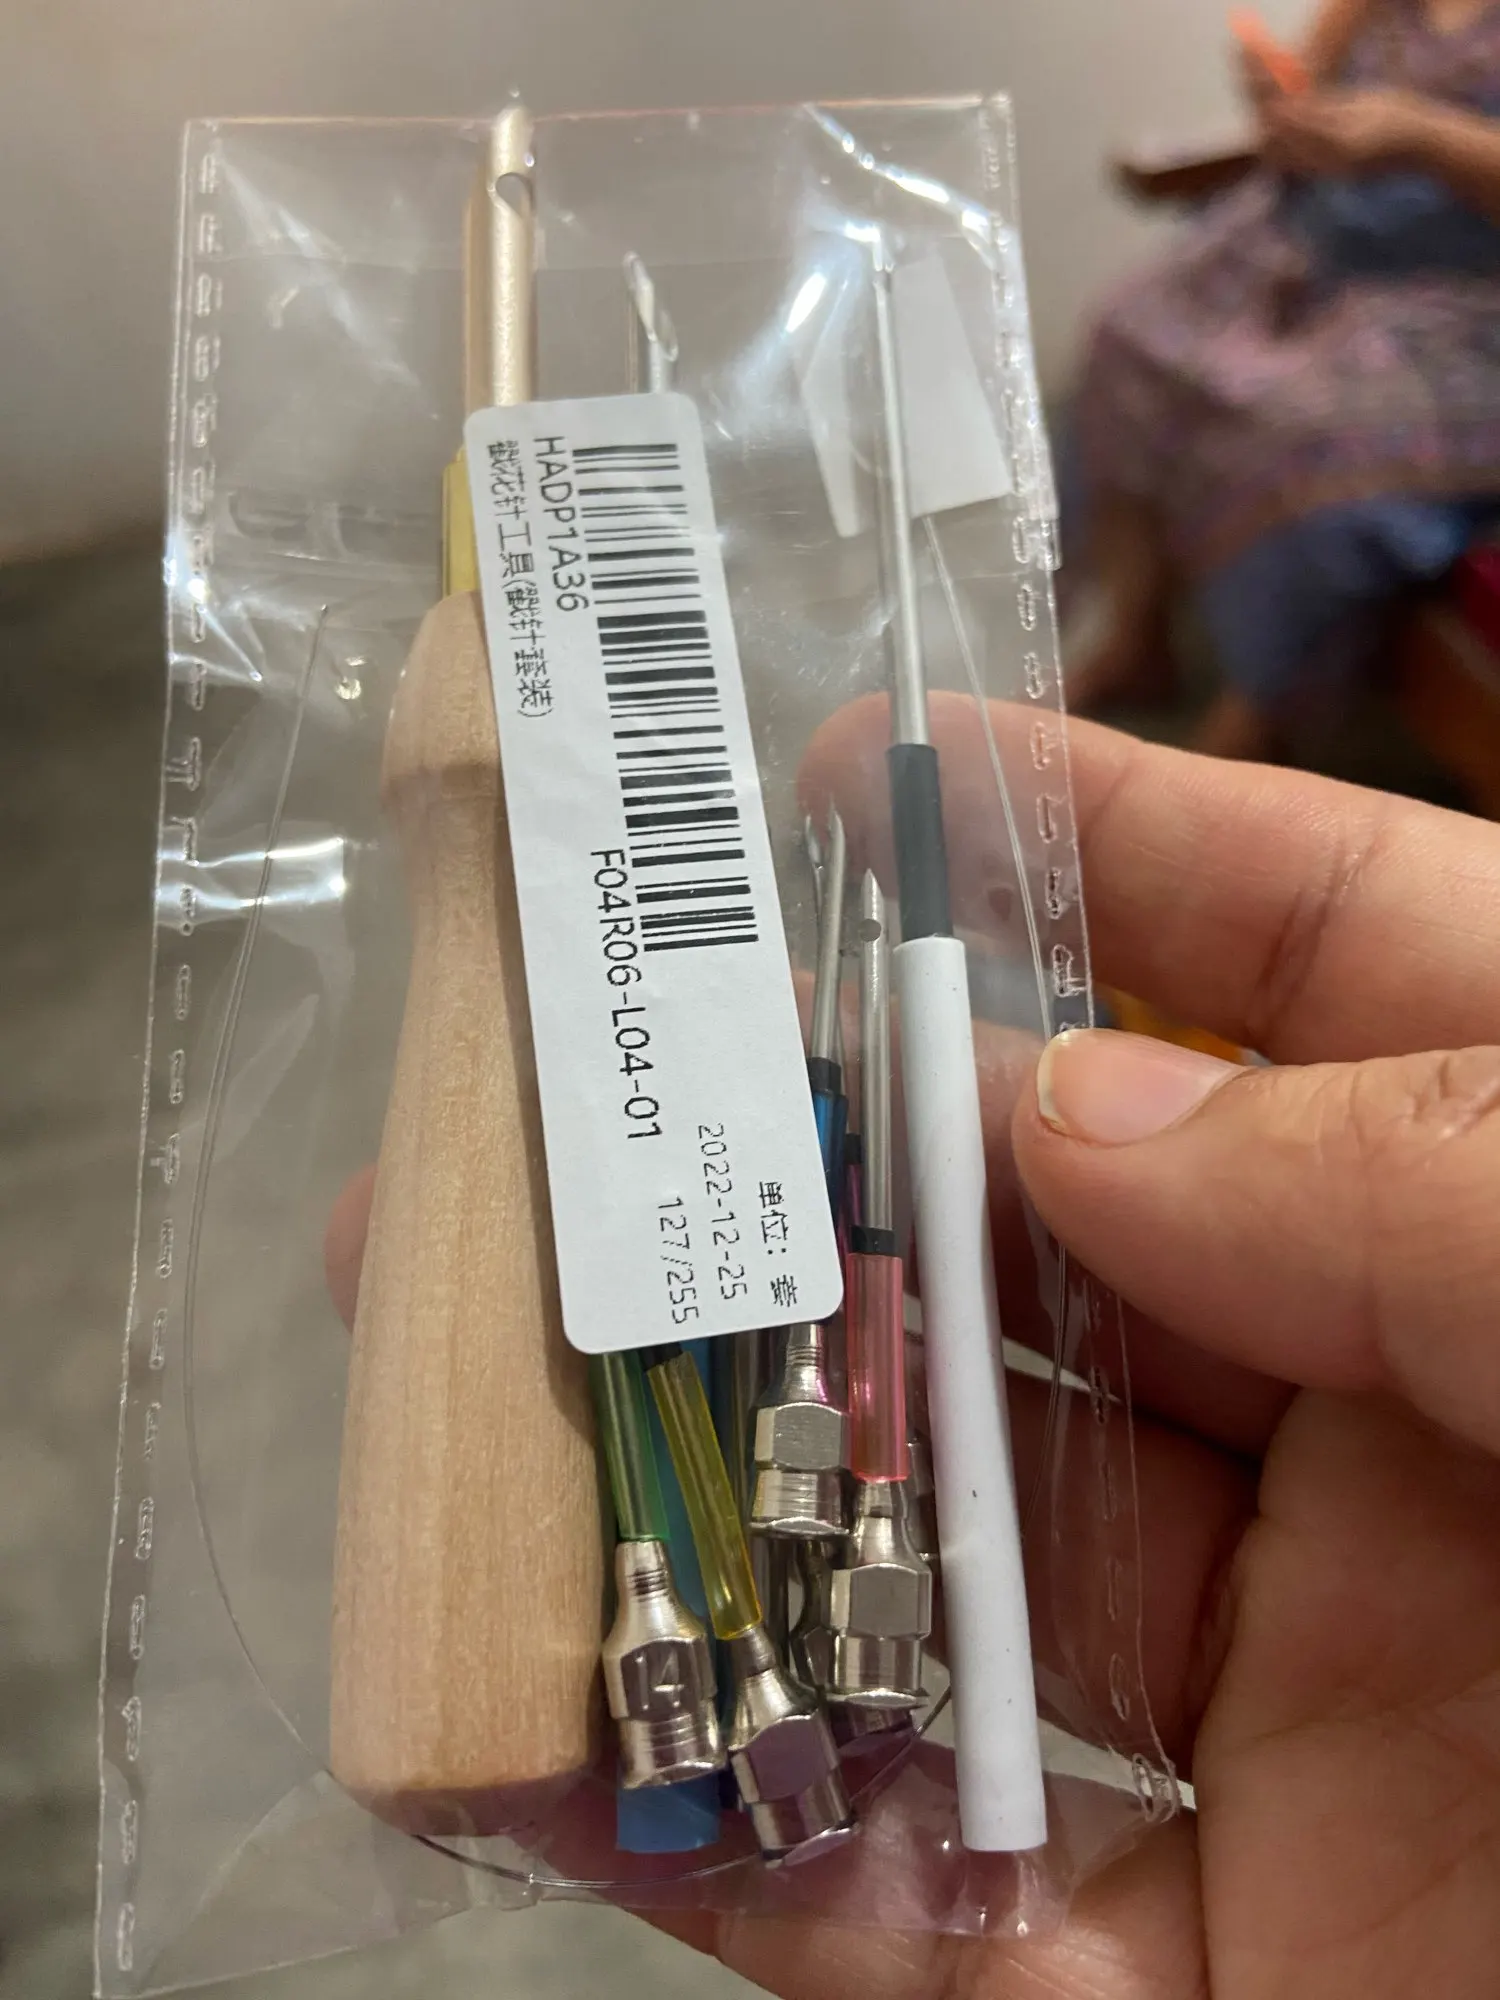 HADP1A36
戳花针工具(戳针套装)
F04R06-L04-01
单位: 套
2022-12-25
127/255
14